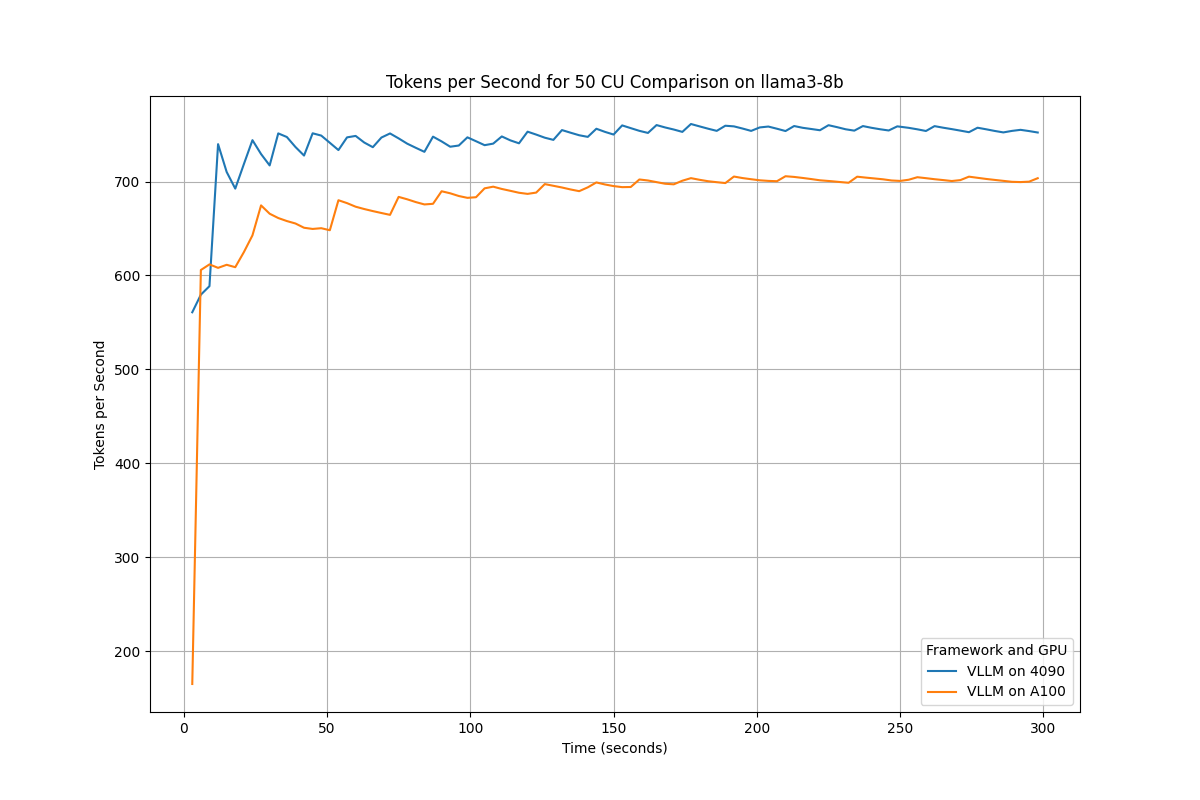 Tokens per Second for 50 CU Comparison on llama3-8b
Tokens per Second
700
600
500
400
300
200
0
50
100
150
200
250
300
Time (seconds)
Framework and GPU
VLLM on 4090
VLLM on A100